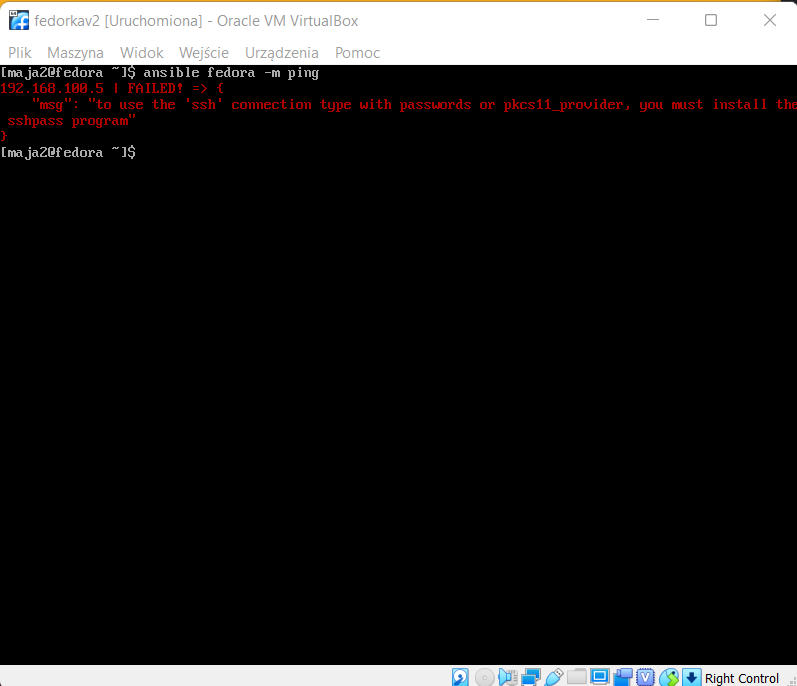 fedorkav2 [Uruchomiona] - Oracle VM VirtualBox
Plik Maszyna Widok Wejście Urządzenia Pomoc
[maja2@fedora ~]$ ansible fedora -m ping
192.168.100.5 | FAILED! => {
    "msg": "to use the 'ssh' connection type with passwords or pkcs11_provider, you must install the
 sshpass program"
}
[maja2@fedora ~]$
Right Control